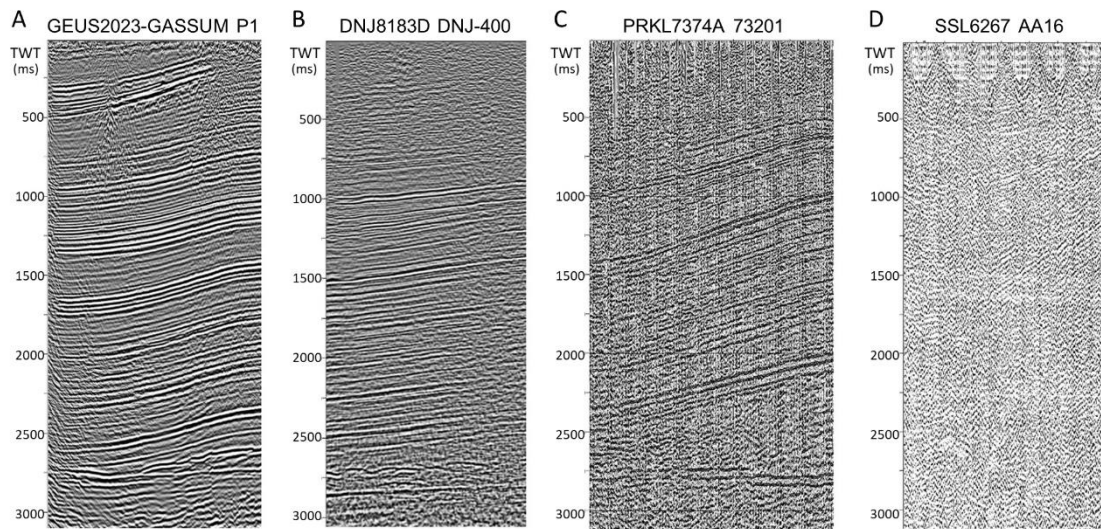 A GEUS2023-GASSUM P1
TWT
(ms)
500
1000
1500
2000
2500
3000
B DNJ8183D DNJ-400
TWT
(ms)
500
1000
1500
2000
2500
3000
C PRKL7374A 73201
TWT
(ms)
500
1000
1500
2000
2500
3000
D SSL6267 AA16
TWT
(ms)
500
1000
1500
2000
2500
3000